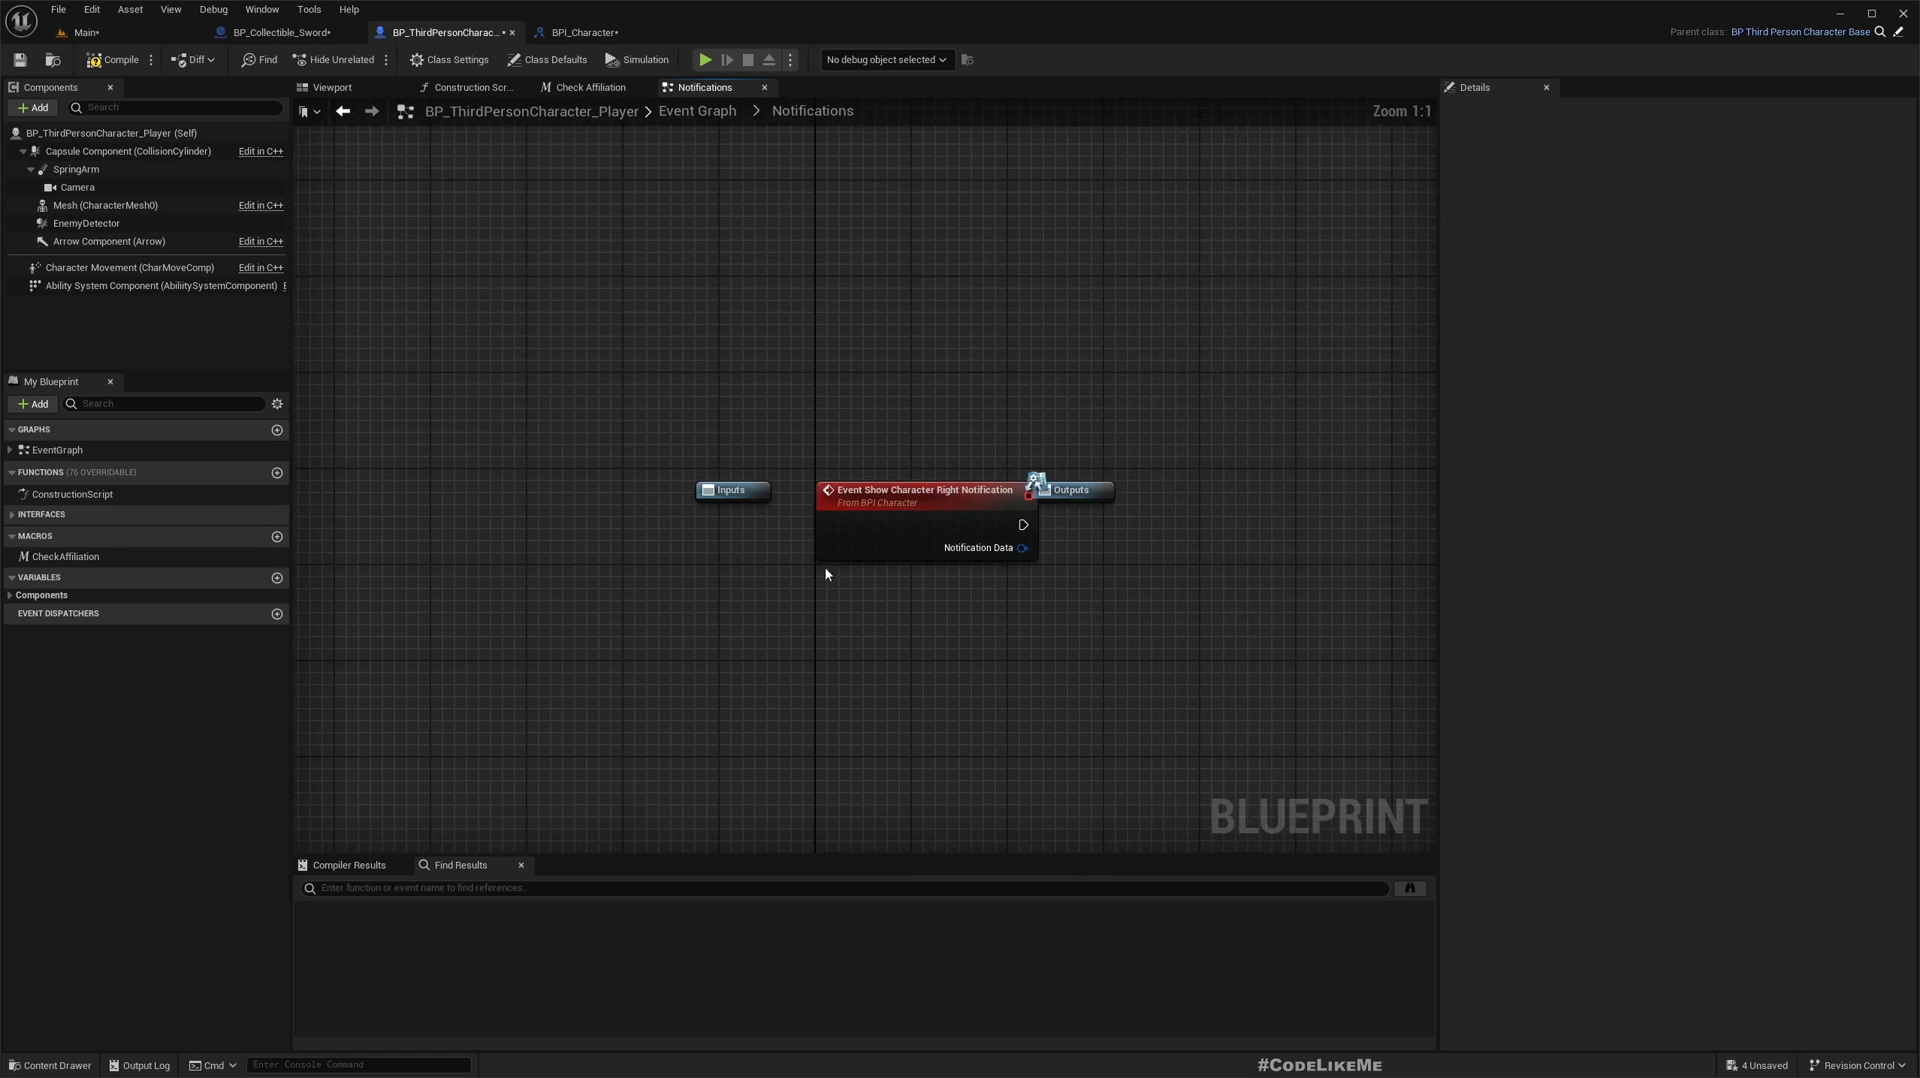 File Edit Asset View Debug Window Tools Help
Main* BP_Collectible_Sword* BP_ThirdPersonCharac...* BPI_Character* Parent class: BP Third Person Character Base
Compile Diff Find Hide Unrelated Class Settings Class Defaults Simulation No debug object selected
Components Viewport Construction Scr... Check Affiliation Notifications Details
Add Search BP_ThirdPersonCharacter_Player > Event Graph > Notifications Zoom 1:1
BP_ThirdPersonCharacter_Player (Self)
Capsule Component (CollisionCylinder) Edit in C++
SpringArm
Camera
Mesh (CharacterMesh0) Edit in C++
EnemyDetector
Arrow Component (Arrow) Edit in C++
Character Movement (CharMoveComp) Edit in C++
Ability System Component (AbiliitySystemComponent) E
My Blueprint
Add Search
GRAPHS
EventGraph
FUNCTIONS (76 OVERRIDABLE)
ConstructionScript
INTERFACES
MACROS
CheckAffiliation
VARIABLES
Components
EVENT DISPATCHERS
Inputs Event Show Character Right Notification Outputs
From BPI Character
Notification Data
BLUEPRINT
Compiler Results Find Results
Enter function or event name to find references...
Content Drawer Output Log Cmd Enter Console Command #CODELIKEME 4 Unsaved Revision Control